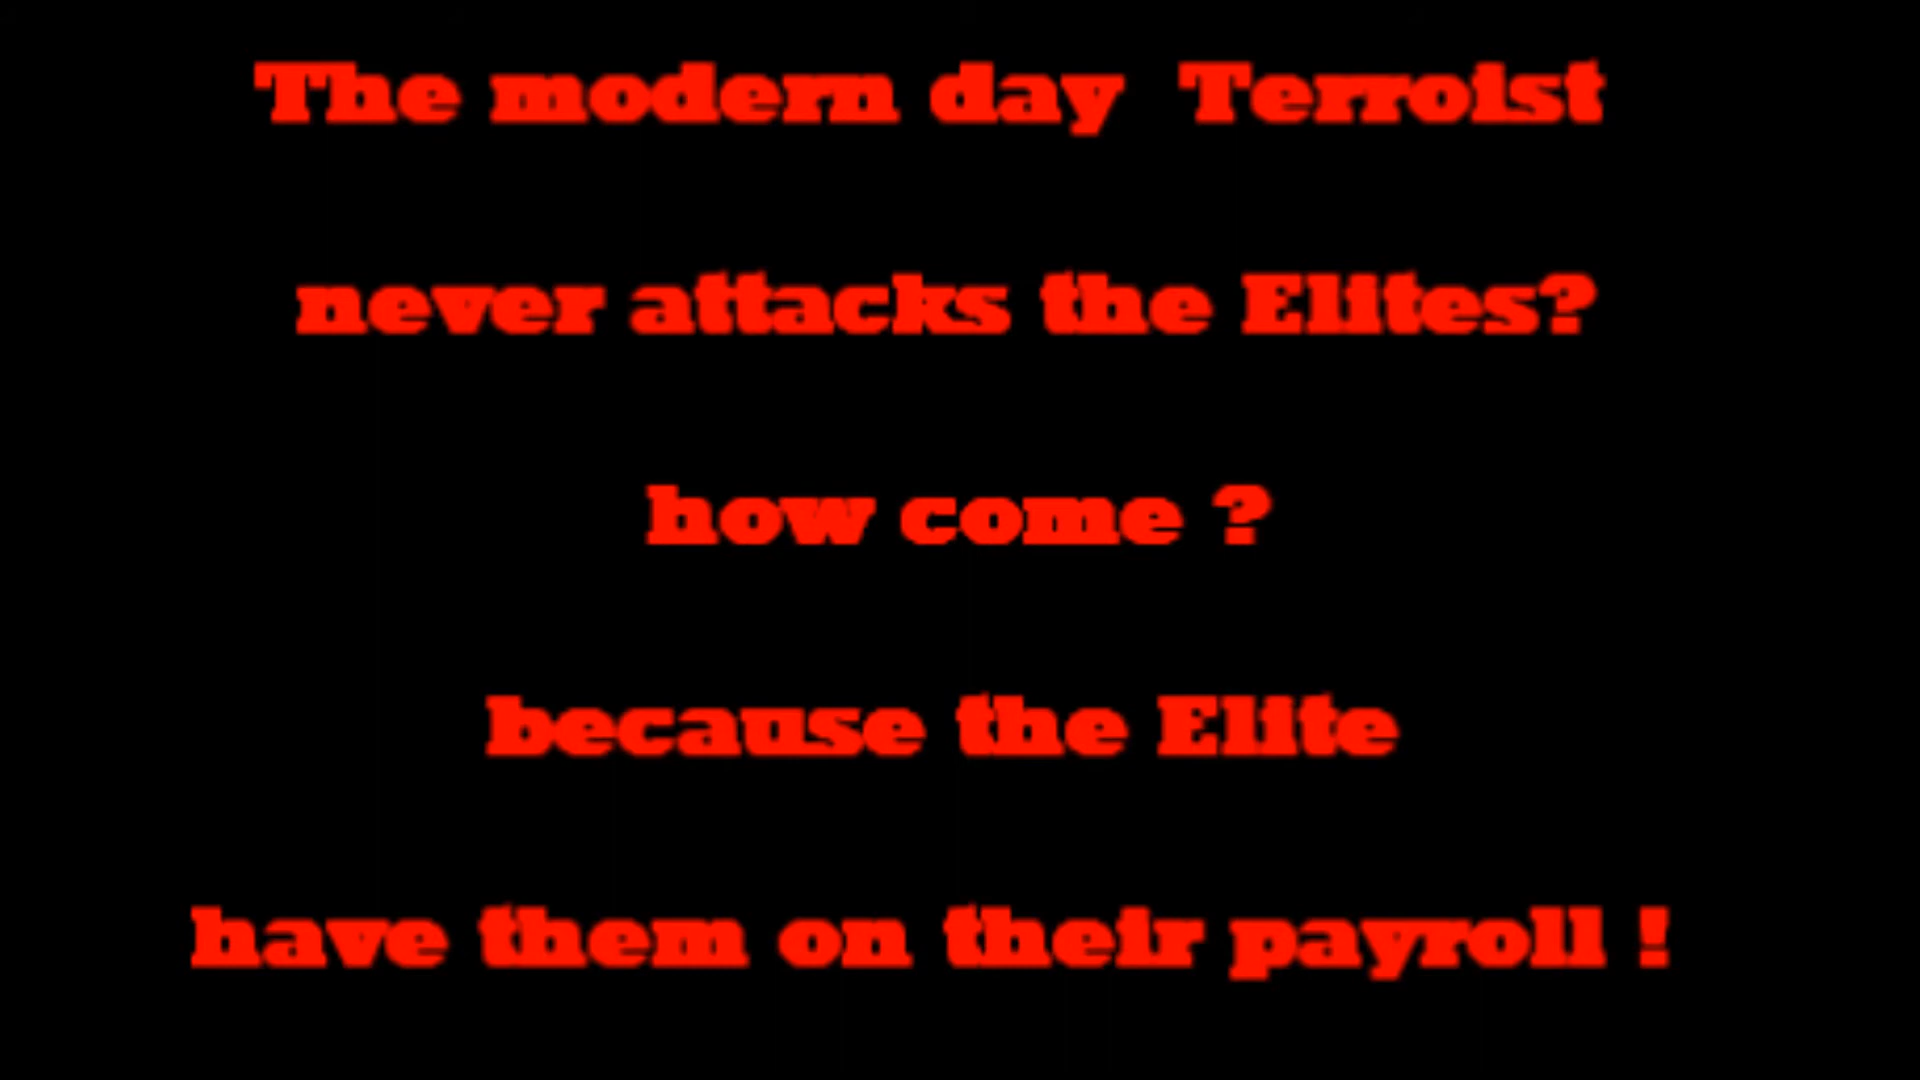 The modern day  Terroist
never attacks the Elites?
how come ?
because the Elite
have them on their payroll !